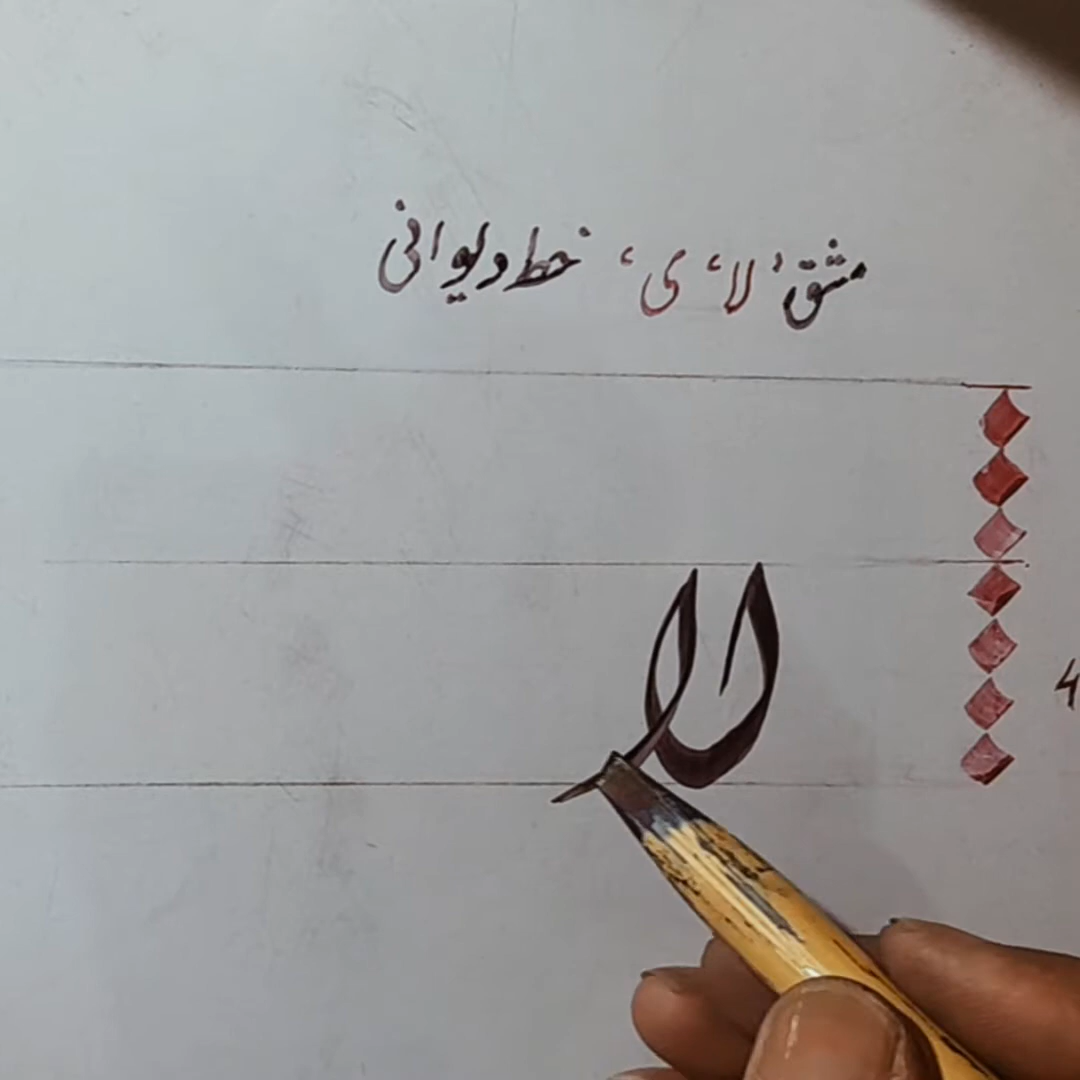 مشق ' لا، ی، خط دیوانی
لا